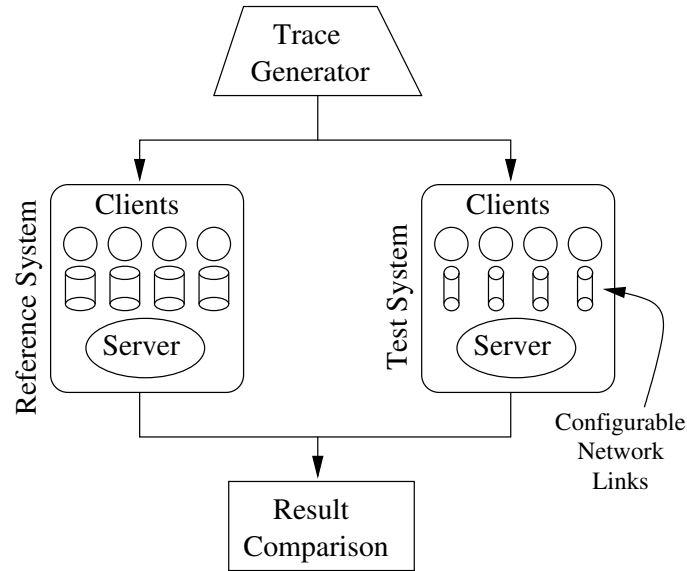 Trace
Generator
Reference System
Clients
Server
Test System
Clients
Server
Configurable
Network
Links
Result
Comparison